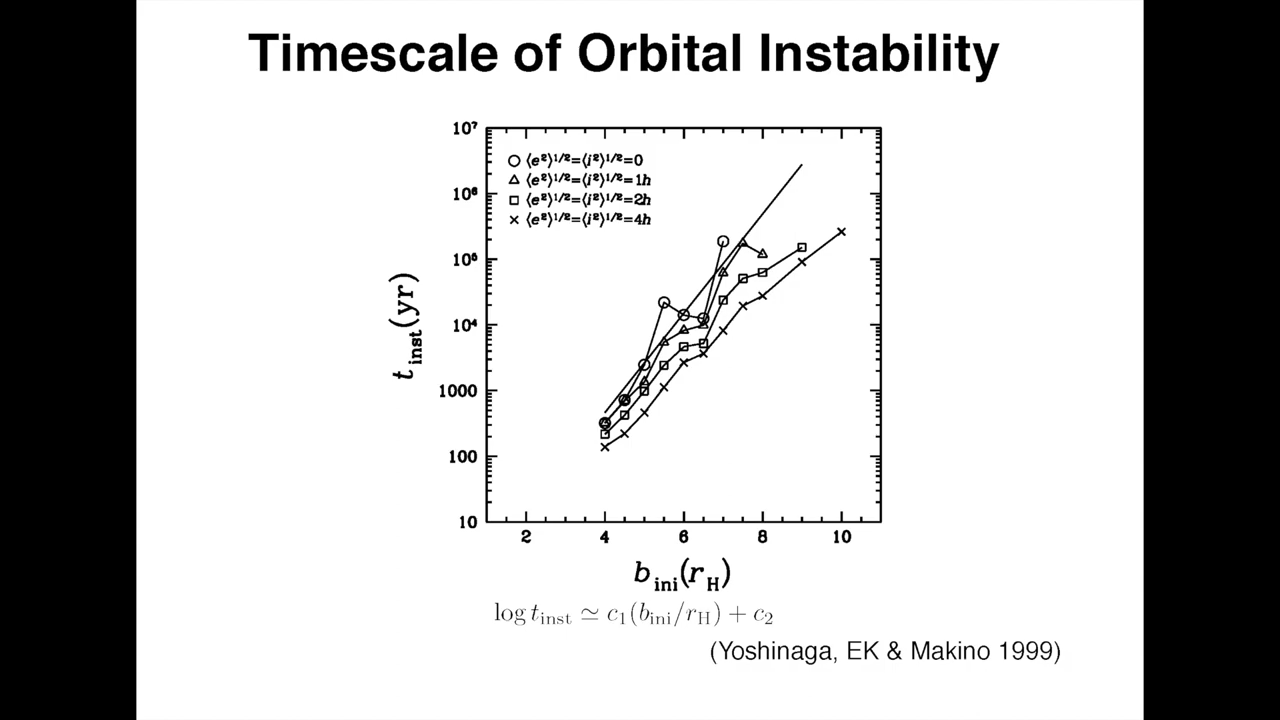 Timescale of Orbital Instability
10⁷
⟨e²⟩¹/²=⟨i²⟩¹/²=0
⟨e²⟩¹/²=⟨i²⟩¹/²=1h
⟨e²⟩¹/²=⟨i²⟩¹/²=2h
⟨e²⟩¹/²=⟨i²⟩¹/²=4h
10⁶
10⁵
10⁴
1000
100
10
t_inst(yr)
2 4 6 8 10
b_ini(r_H)
log t_inst ≃ c₁(b_ini/r_H) + c₂
(Yoshinaga, EK & Makino 1999)